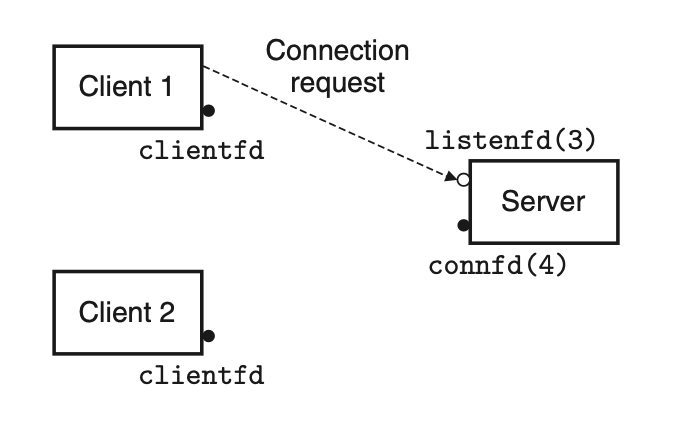 Connection
request
Client 1
clientfd
listenfd(3)
Server
connfd(4)
Client 2
clientfd